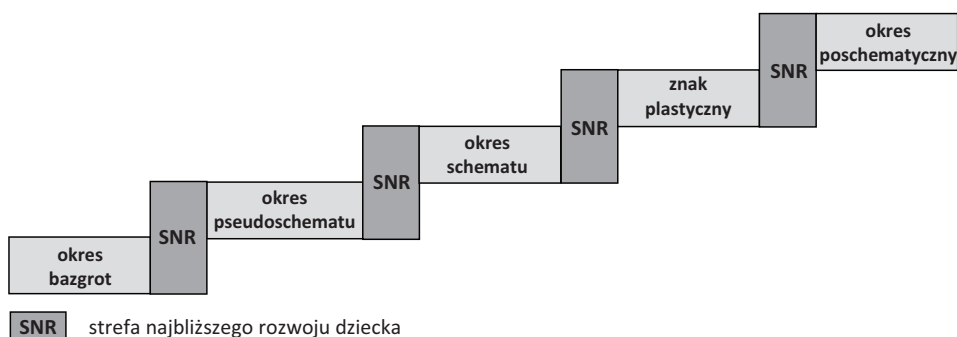 okres
poschematyczny
SNR
znak
plastyczny
SNR
okres
schematu
SNR
okres
pseudoschematu
SNR
okres
bazgrot
SNR strefa najbliższego rozwoju dziecka